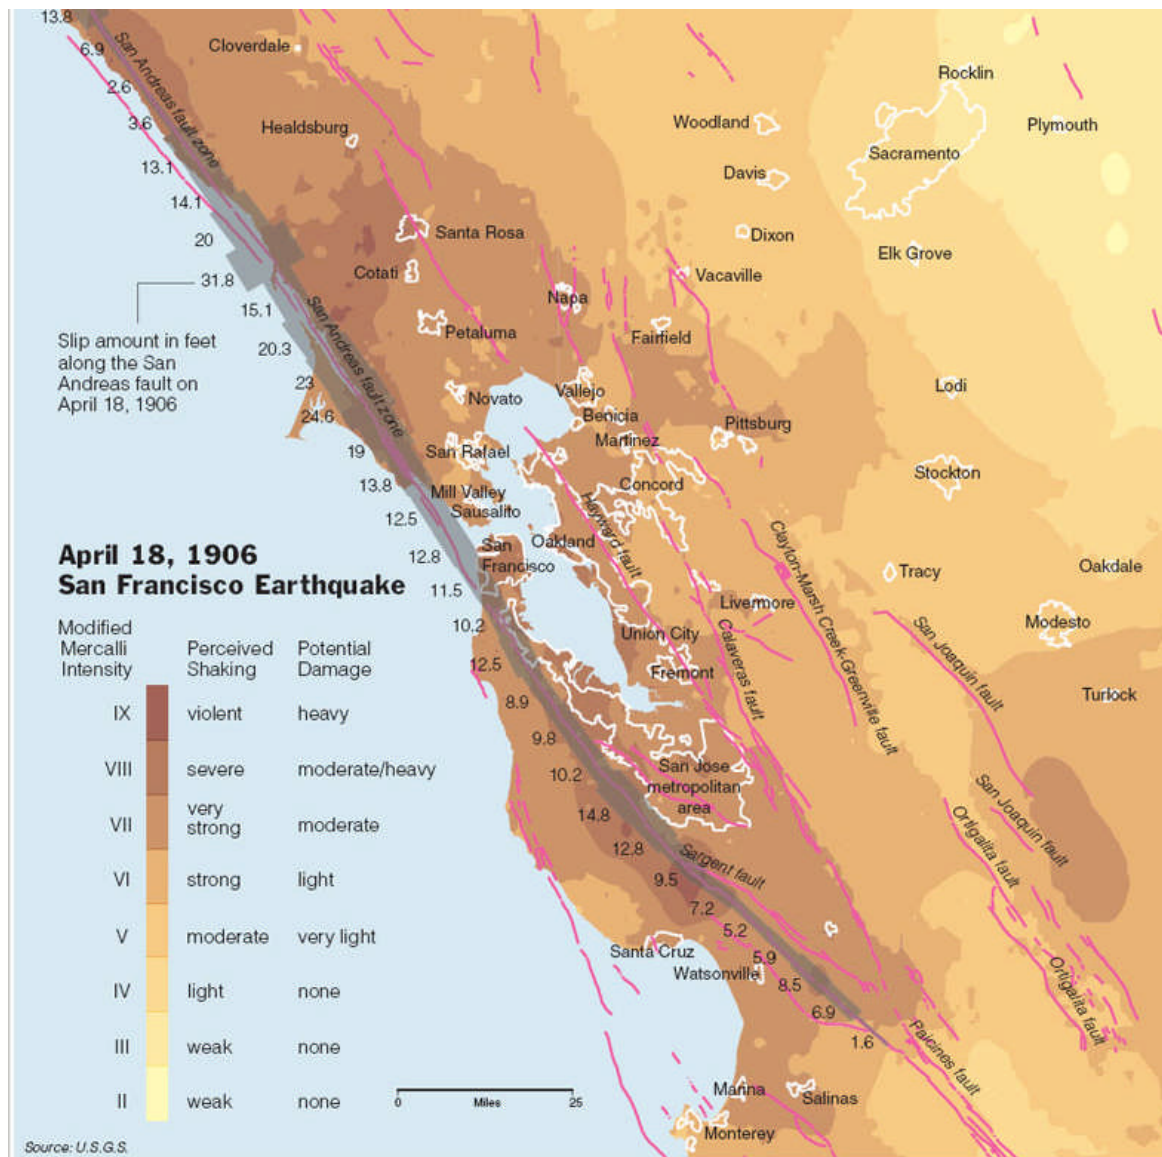 13.8
6.9
2.6
3.6
13.1
14.1
20
31.8
15.1
20.3
23
24.6
19
13.8
12.5
12.8
11.5
10.2
12.5
8.9
9.8
10.2
14.8
12.8
9.5
7.2
5.2
5.9
8.5
6.9
1.6
San Andreas fault zone
San Andreas fault zone
Slip amount in feet
along the San
Andreas fault on
April 18, 1906
Cloverdale
Rocklin
Healdsburg
Woodland
Plymouth
Sacramento
Davis
Santa Rosa
Dixon
Elk Grove
Cotati
Vacaville
Napa
Petaluma
Fairfield
Lodi
Vallejo
Novato
Benicia
Pittsburg
Martinez
San Rafael
Stockton
Concord
Mill Valley
Sausalito
Hayward fault
San
Francisco
Oakland
Clayton-Marsh Creek-Greenville fault
Tracy
Oakdale
Livermore
Modesto
Union City
Calaveras fault
San Joaquin fault
Fremont
Turlock
San Jose
metropolitan
area
San Joaquin fault
Ortigalita fault
Sargent fault
Santa Cruz
Watsonville
Ortigalita fault
Paicines fault
Marina
Salinas
Monterey
April 18, 1906
San Francisco Earthquake
Modified
Mercalli
Intensity
Perceived
Shaking
Potential
Damage
IX violent heavy
VIII severe moderate/heavy
VII very strong moderate
VI strong light
V moderate very light
IV light none
III weak none
II weak none
0 Miles 25
Source: U.S.G.S.